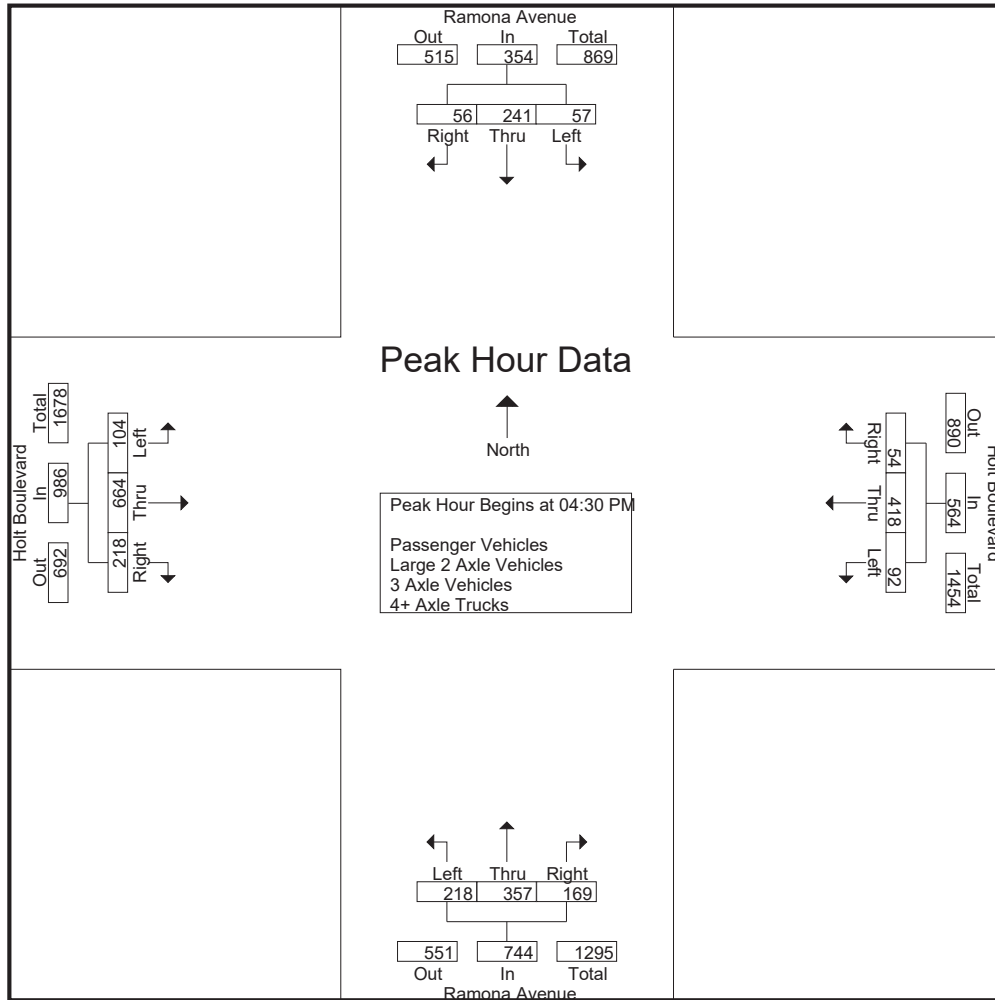 Ramona Avenue
Out In Total
515 354 869
56 241 57
Right Thru Left
Peak Hour Data
North
Peak Hour Begins at 04:30 PM
Passenger Vehicles
Large 2 Axle Vehicles
3 Axle Vehicles
4+ Axle Trucks
Holt Boulevard
Out In Total
692 986 1678
218 664 104
Right Thru Left
Right Thru Left
54 418 92
890 564 1454
Out In Total
Holt Boulevard
Left Thru Right
218 357 169
551 744 1295
Out In Total
Ramona Avenue